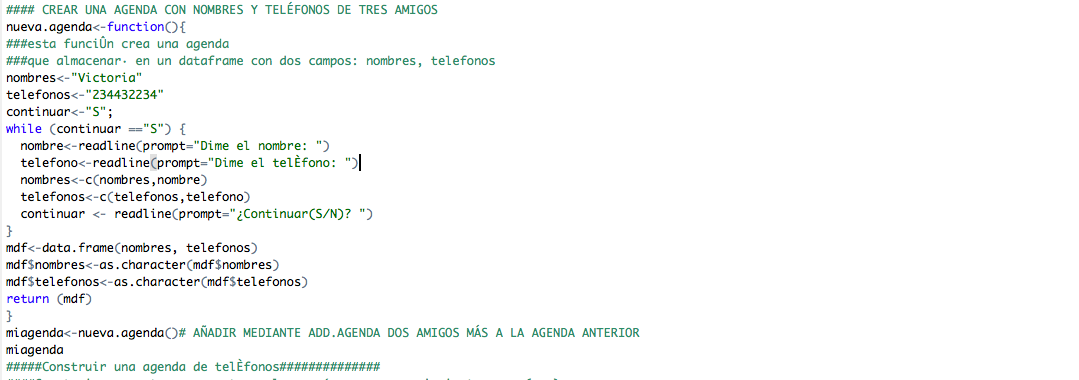 #### CREAR UNA AGENDA CON NOMBRES Y TELÉFONOS DE TRES AMIGOS
nueva.agenda<-function(){
###esta funciÛn crea una agenda
###que almacenar· en un dataframe con dos campos: nombres, telefonos
nombres<-"Victoria"
telefonos<-"234432234"
continuar<-"S";
while (continuar =="S") {
  nombre<-readline(prompt="Dime el nombre: ")
  telefono<-readline(prompt="Dime el telÈfono: ")
  nombres<-c(nombres,nombre)
  telefonos<-c(telefonos,telefono)
  continuar <- readline(prompt="¿Continuar(S/N)? ")
}
mdf<-data.frame(nombres, telefonos)
mdf$nombres<-as.character(mdf$nombres)
mdf$telefonos<-as.character(mdf$telefonos)
return (mdf)
}
miagenda<-nueva.agenda()# AÑADIR MEDIANTE ADD.AGENDA DOS AMIGOS MÁS A LA AGENDA ANTERIOR
miagenda
#####Construir una agenda de telÈfonos##############